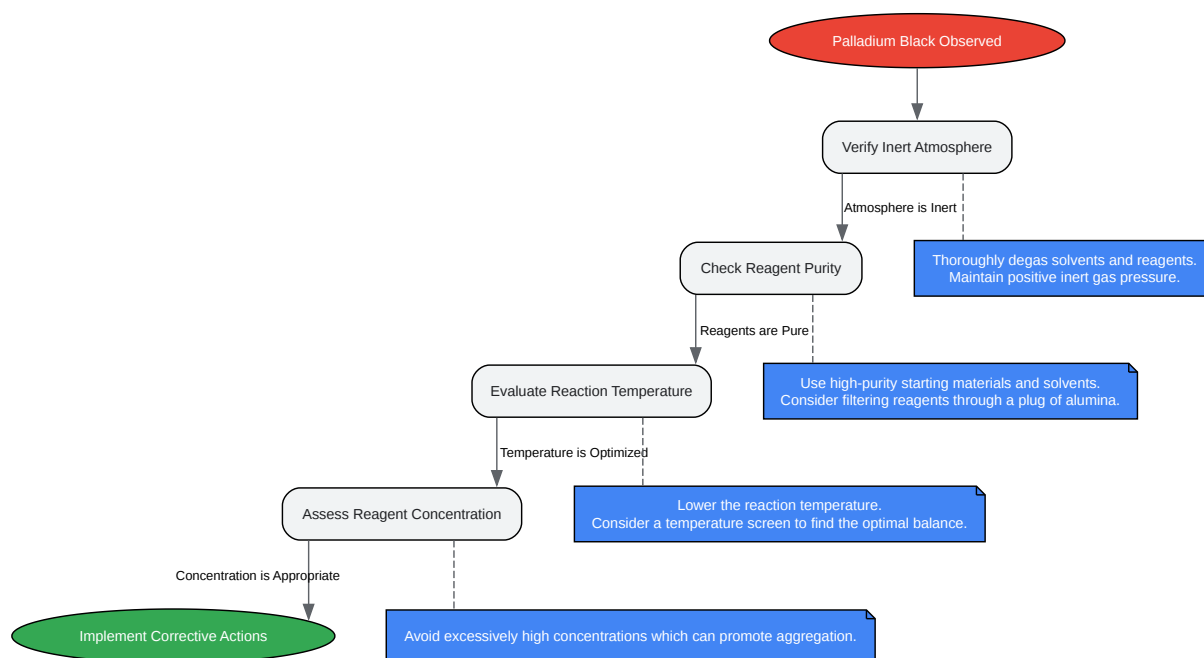 Palladium Black Observed
Verify Inert Atmosphere
Atmosphere is Inert
Thoroughly degas solvents and reagents.
Maintain positive inert gas pressure.
Check Reagent Purity
Reagents are Pure
Use high-purity starting materials and solvents.
Consider filtering reagents through a plug of alumina.
Evaluate Reaction Temperature
Temperature is Optimized
Lower the reaction temperature.
Consider a temperature screen to find the optimal balance.
Assess Reagent Concentration
Concentration is Appropriate
Implement Corrective Actions
Avoid excessively high concentrations which can promote aggregation.